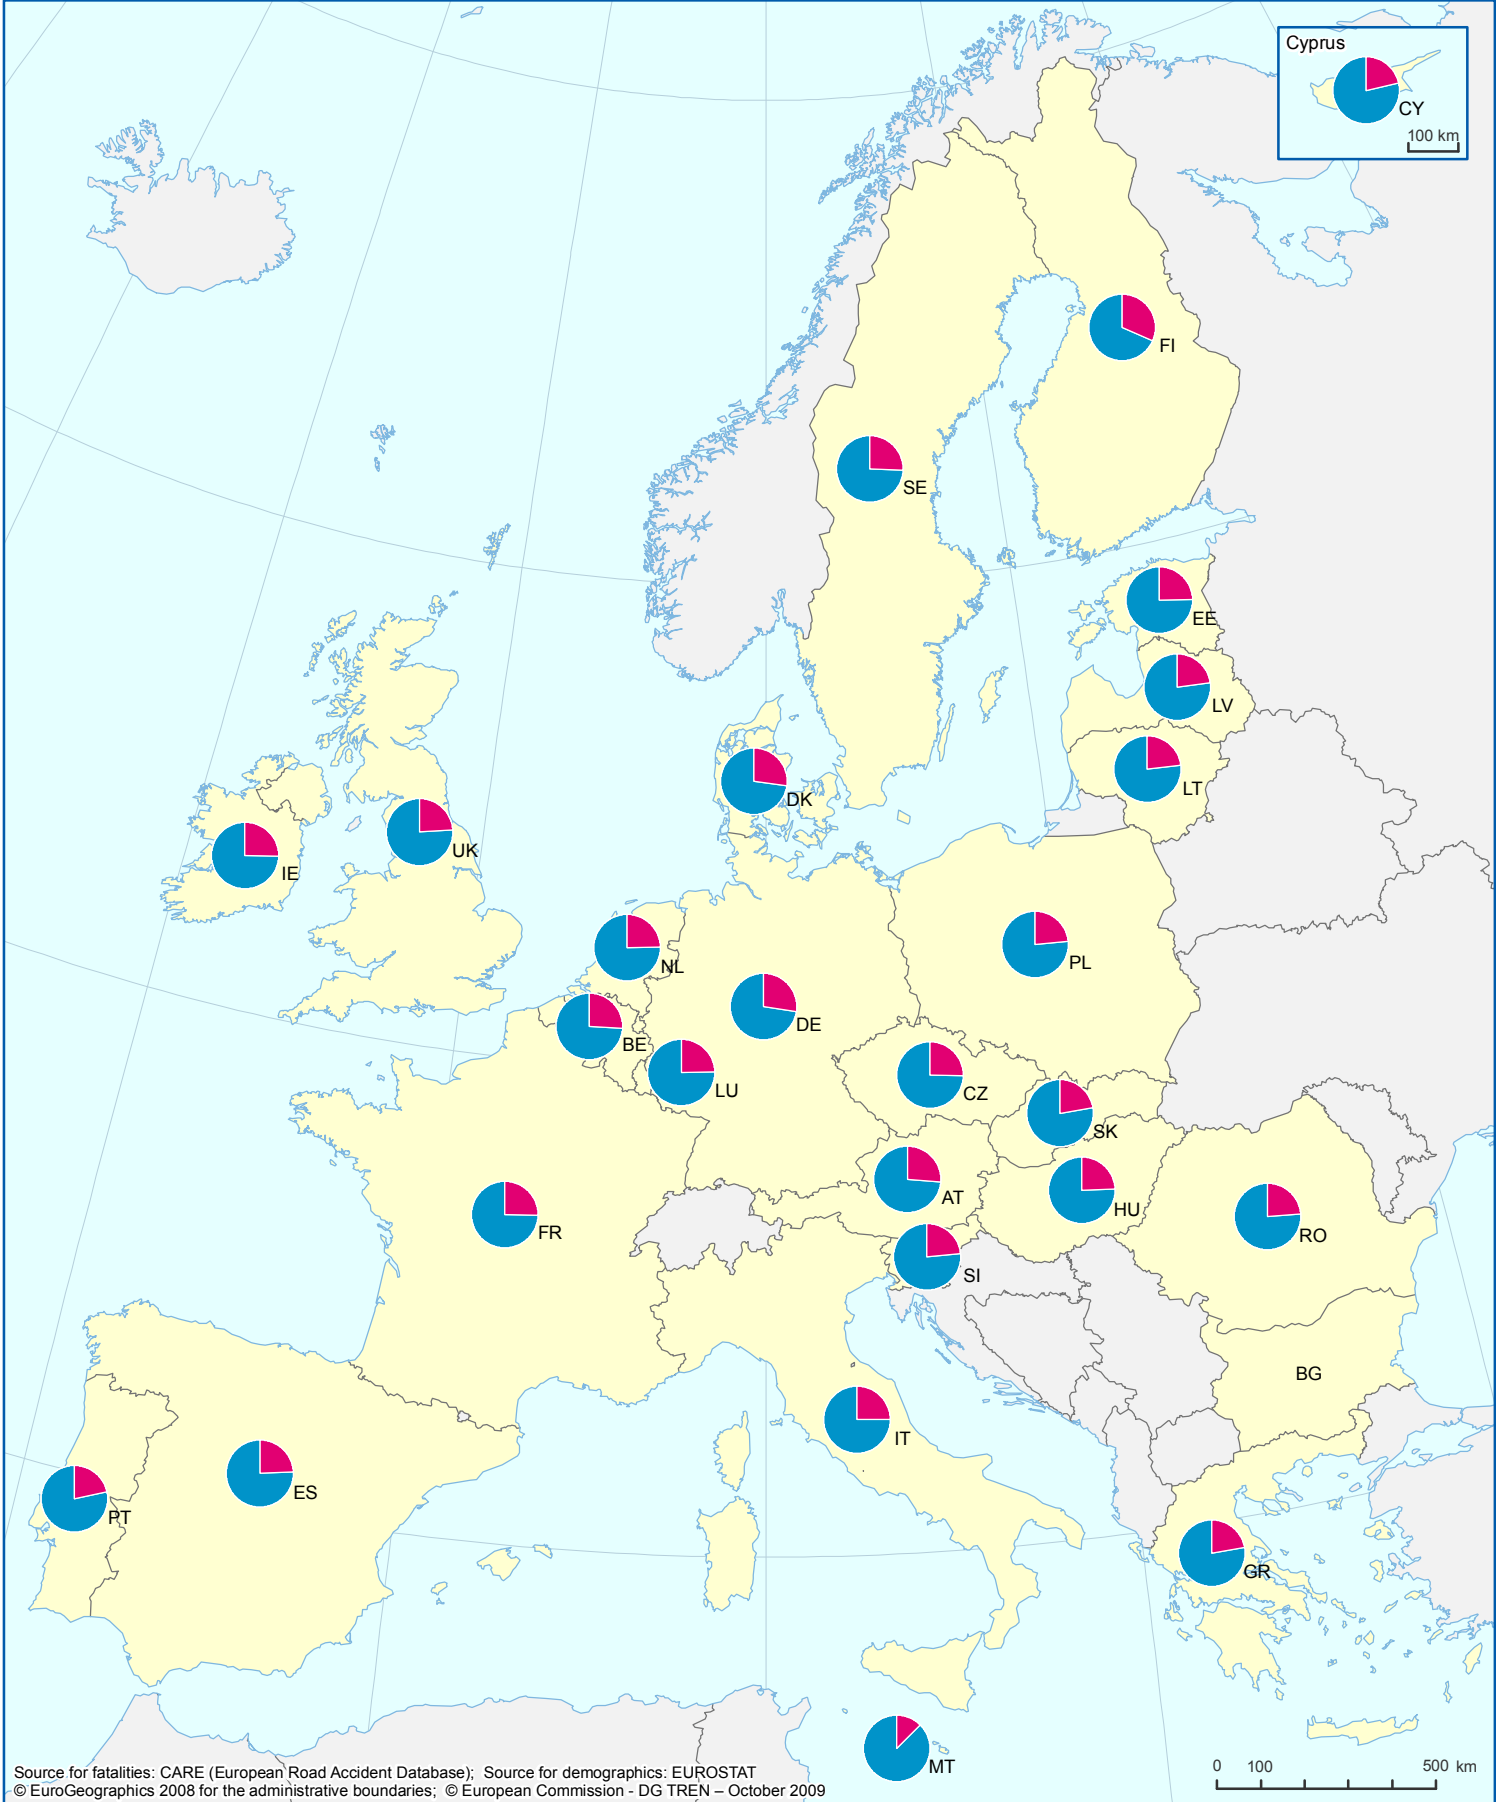 Cyprus
CY
100 km
FI
SE
EE
LV
LT
DK
UK
IE
NL
PL
DE
BE
LU
CZ
SK
AT
HU
FR
RO
SI
BG
IT
ES
PT
GR
MT
0 100 500 km
Source for fatalities: CARE (European Road Accident Database); Source for demographics: EUROSTAT
© EuroGeographics 2008 for the administrative boundaries; © European Commission - DG TREN – October 2009